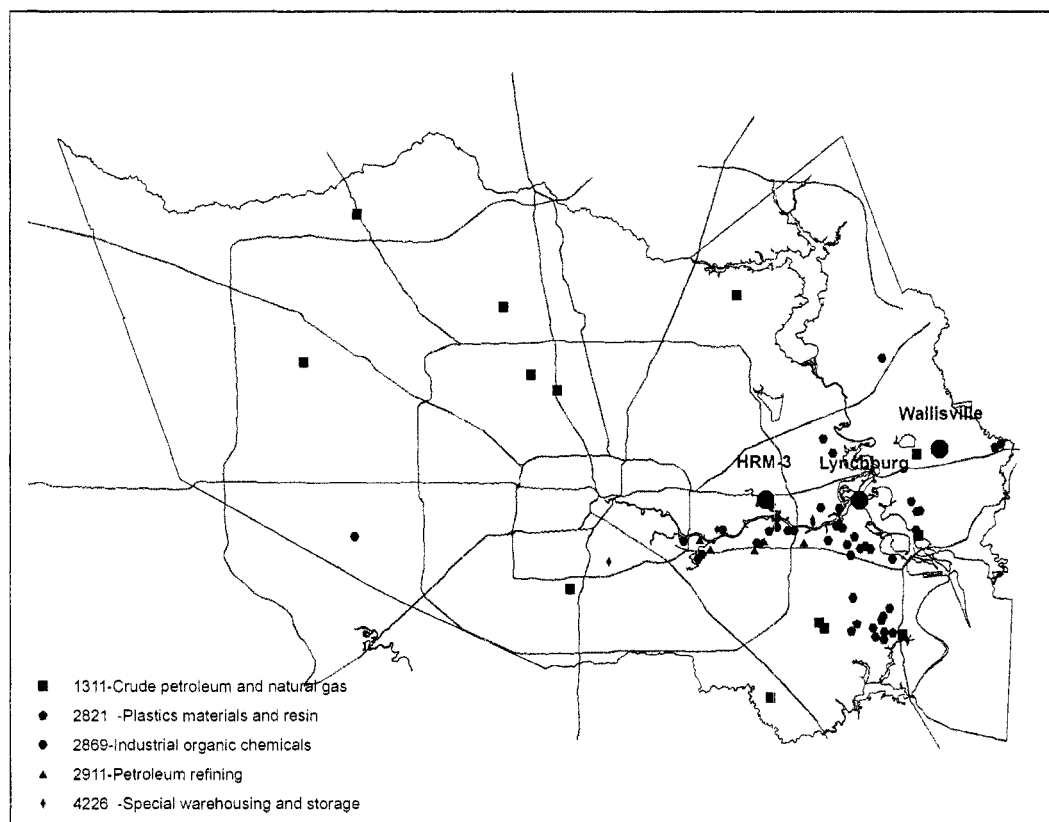 Wallisville
HRM-3
Lynchburg
1311-Crude petroleum and natural gas
2821 -Plastics materials and resin
2869-Industrial organic chemicals
2911-Petroleum refining
4226 -Special warehousing and storage